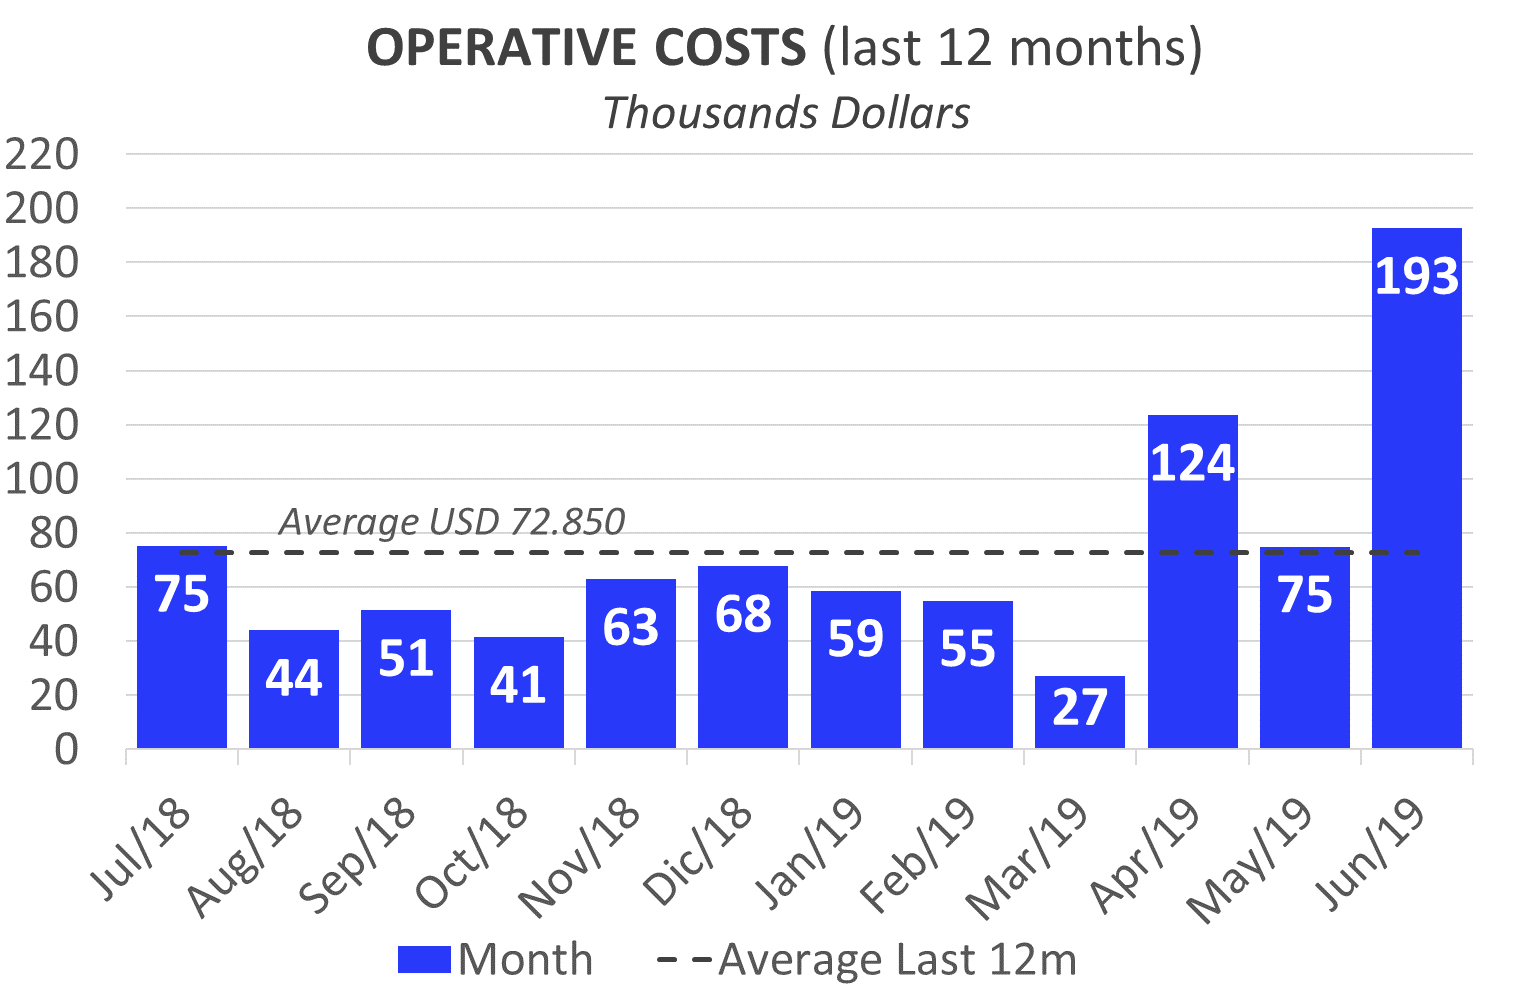 OPERATIVE COSTS (last 12 months)
Thousands Dollars
220
200
180
160
140
120
100
80
60
40
20
0
Average USD 72.850
75
44
51
41
63
68
59
55
27
124
75
193
Jul/18
Aug/18
Sep/18
Oct/18
Nov/18
Dic/18
Jan/19
Feb/19
Mar/19
Apr/19
May/19
Jun/19
Month
Average Last 12m